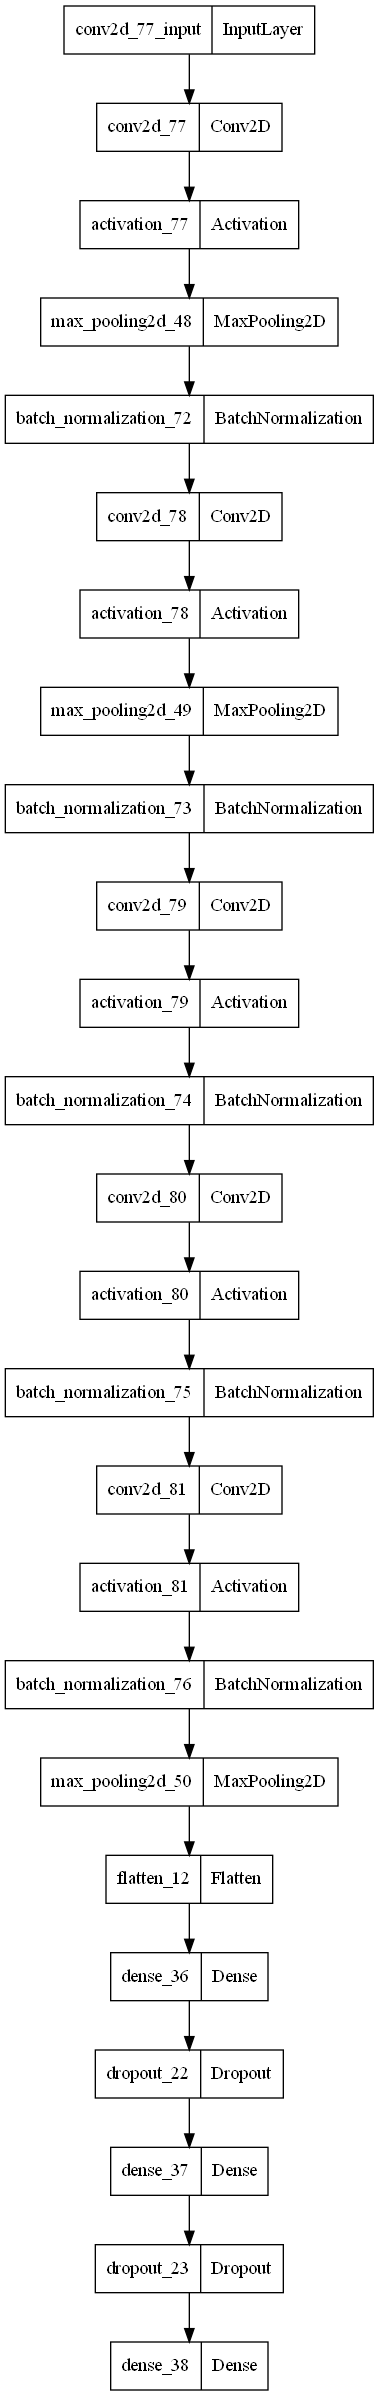 conv2d_77_input InputLayer
conv2d_77 Conv2D
activation_77 Activation
max_pooling2d_48 MaxPooling2D
batch_normalization_72 BatchNormalization
conv2d_78 Conv2D
activation_78 Activation
max_pooling2d_49 MaxPooling2D
batch_normalization_73 BatchNormalization
conv2d_79 Conv2D
activation_79 Activation
batch_normalization_74 BatchNormalization
conv2d_80 Conv2D
activation_80 Activation
batch_normalization_75 BatchNormalization
conv2d_81 Conv2D
activation_81 Activation
batch_normalization_76 BatchNormalization
max_pooling2d_50 MaxPooling2D
flatten_12 Flatten
dense_36 Dense
dropout_22 Dropout
dense_37 Dense
dropout_23 Dropout
dense_38 Dense